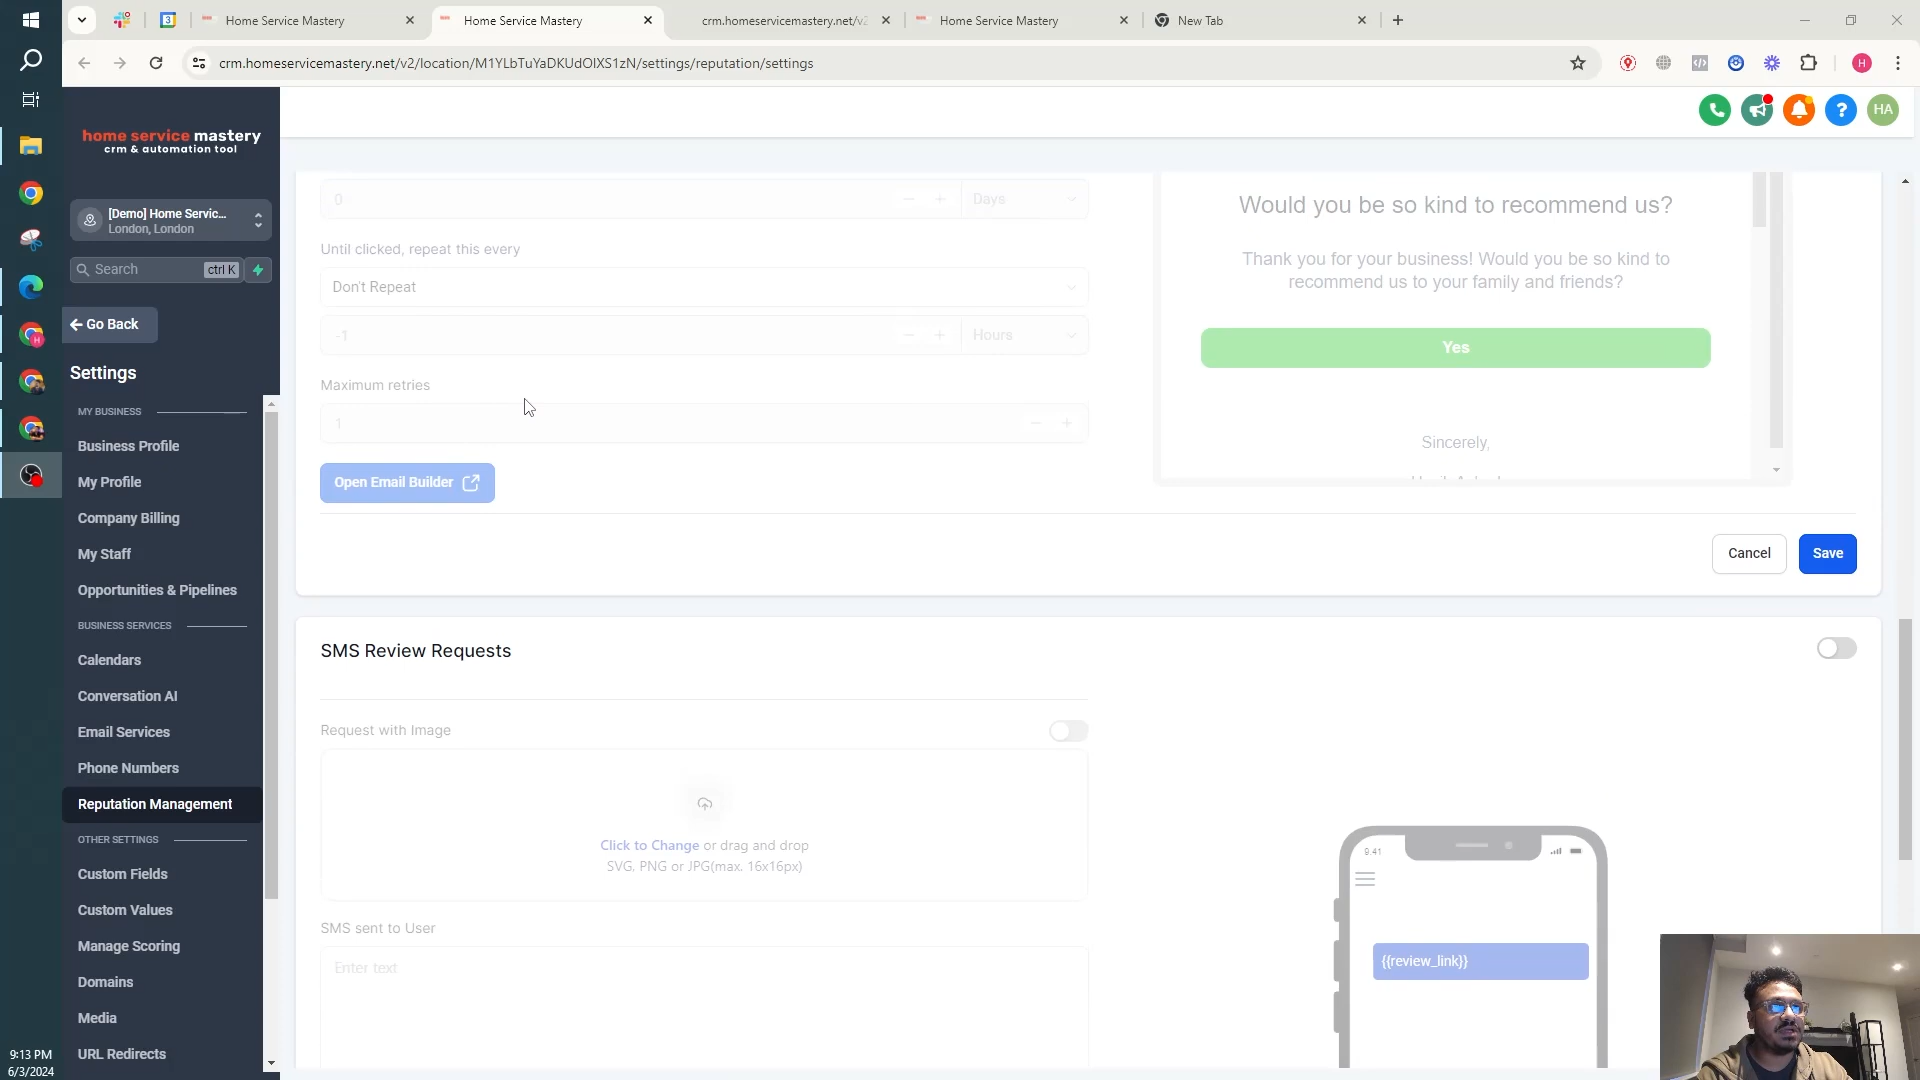 Home Service Mastery
Home Service Mastery
crm.homeservicemastery.net/v2
Home Service Mastery
New Tab
crm.homeservicemastery.net/v2/location/M1YLbTuYaDKUdOIXS1zN/settings/reputation/settings
H
home service mastery
crm & automation tool
HA
[Demo] Home Servic...
London, London
Search
ctrl K
Go Back
Settings
MY BUSINESS
Business Profile
My Profile
Company Billing
My Staff
Opportunities & Pipelines
BUSINESS SERVICES
Calendars
Conversation AI
Email Services
Phone Numbers
Reputation Management
OTHER SETTINGS
Custom Fields
Custom Values
Manage Scoring
Domains
Media
URL Redirects
0
Days
Until clicked, repeat this every
Don't Repeat
-1
Hours
Maximum retries
1
Open Email Builder
Would you be so kind to recommend us?
Thank you for your business! Would you be so kind to
recommend us to your family and friends?
Yes
Sincerely,
Cancel
Save
SMS Review Requests
Request with Image
Click to Change or drag and drop
SVG, PNG or JPG(max. 16x16px)
SMS sent to User
Enter text
9.41
{{review_link}}
9:13 PM
6/3/2024